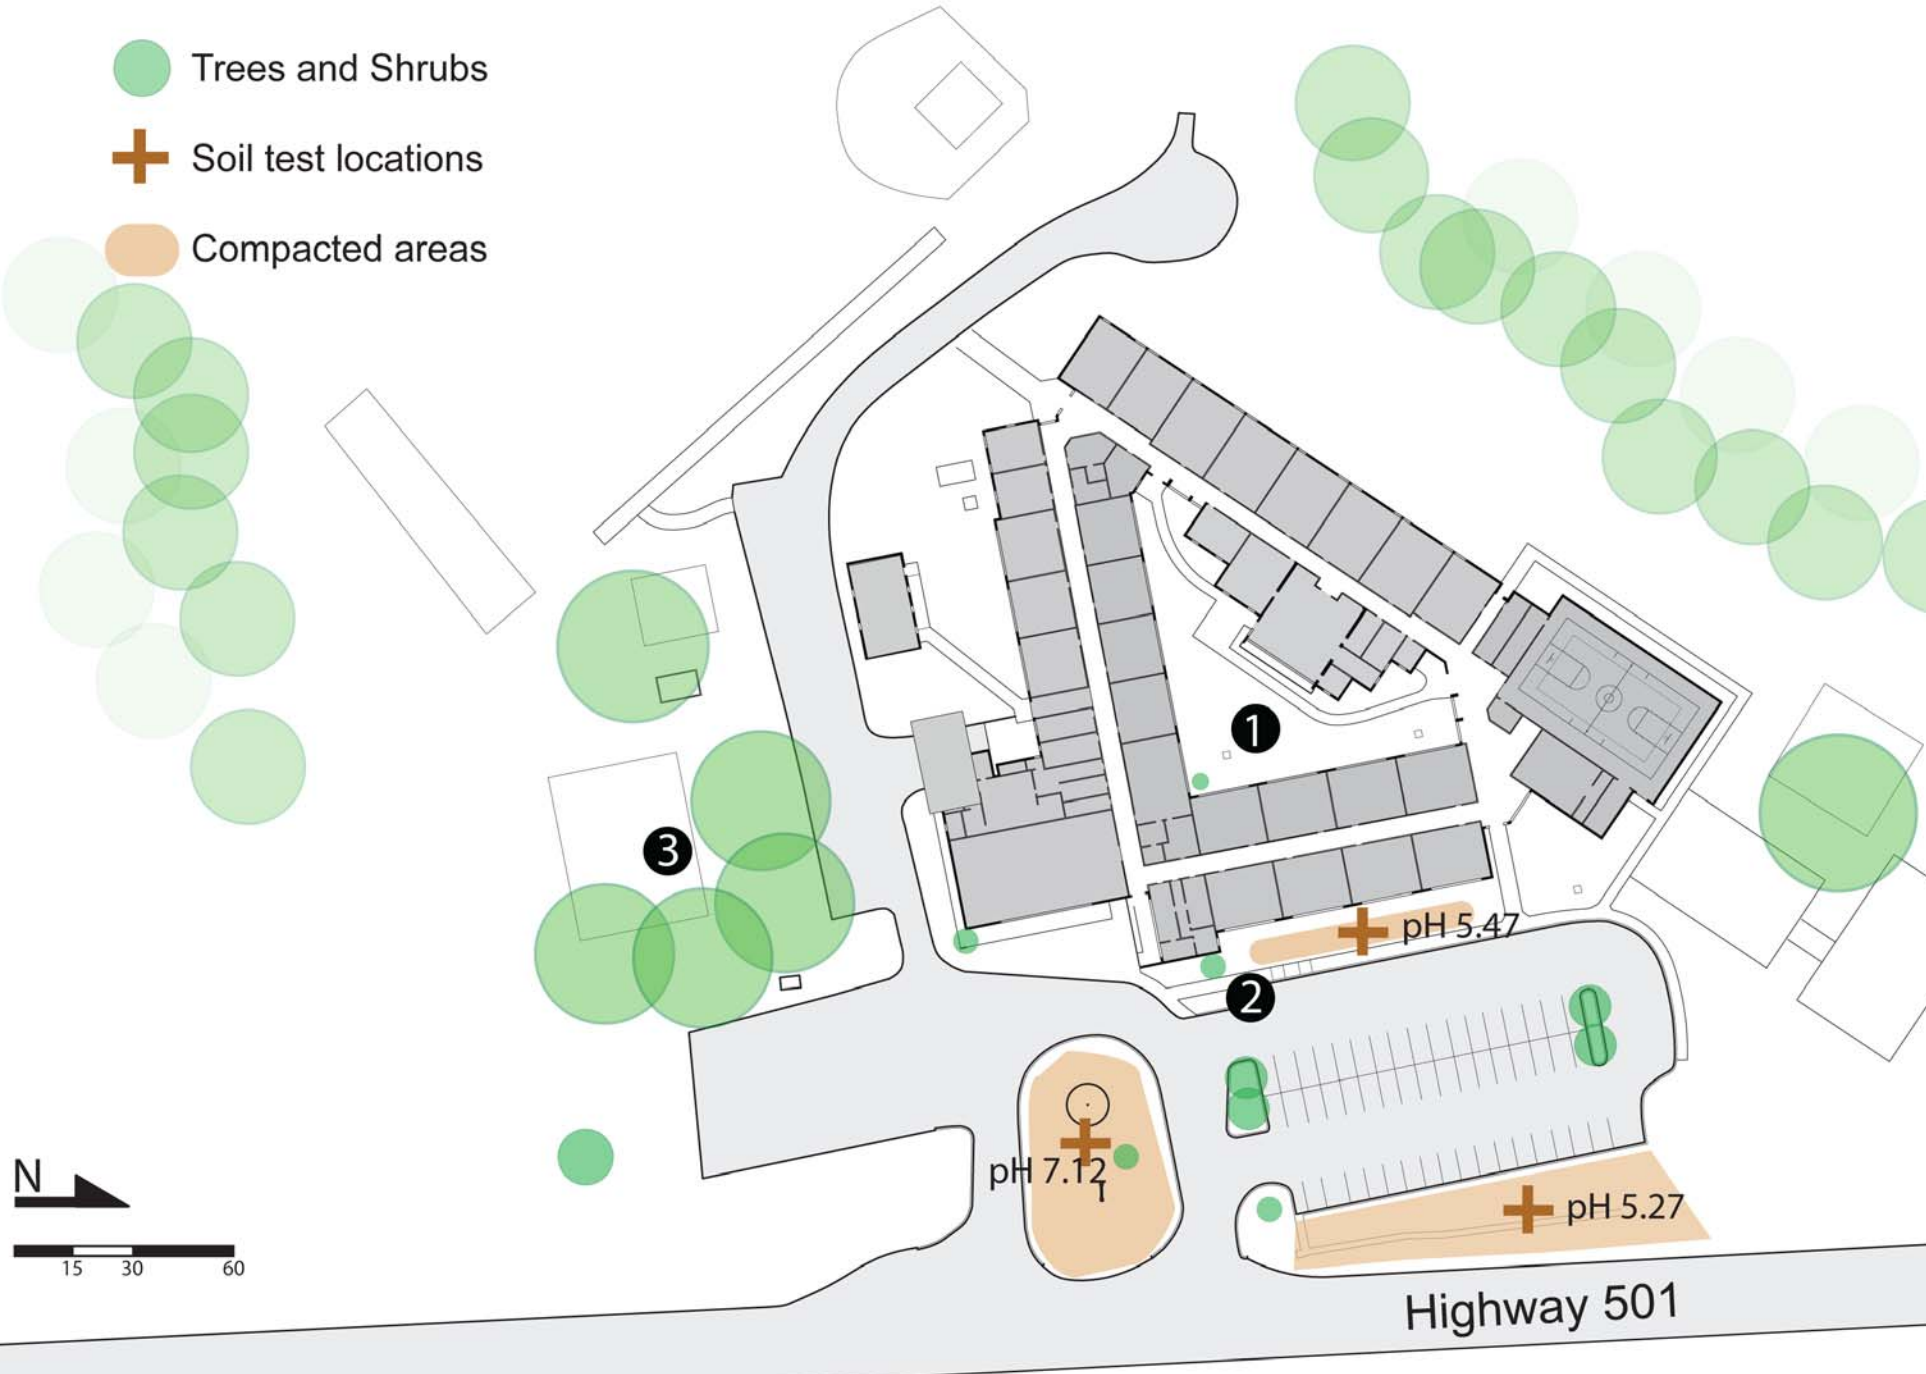 Trees and Shrubs
Soil test locations
Compacted areas
1
3
pH 5.47
2
pH 7.12
pH 5.27
N
15 30 60
Highway 501